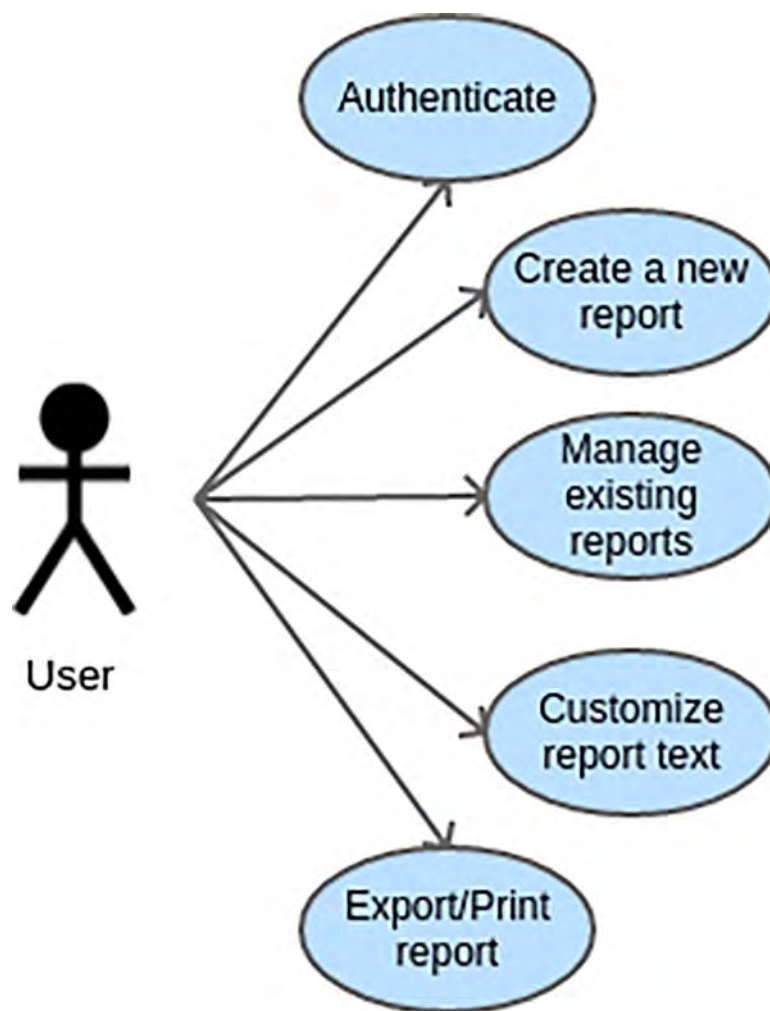 Authenticate
Create a new
report
Manage
existing
reports
User
Customize
report text
Export/Print
report